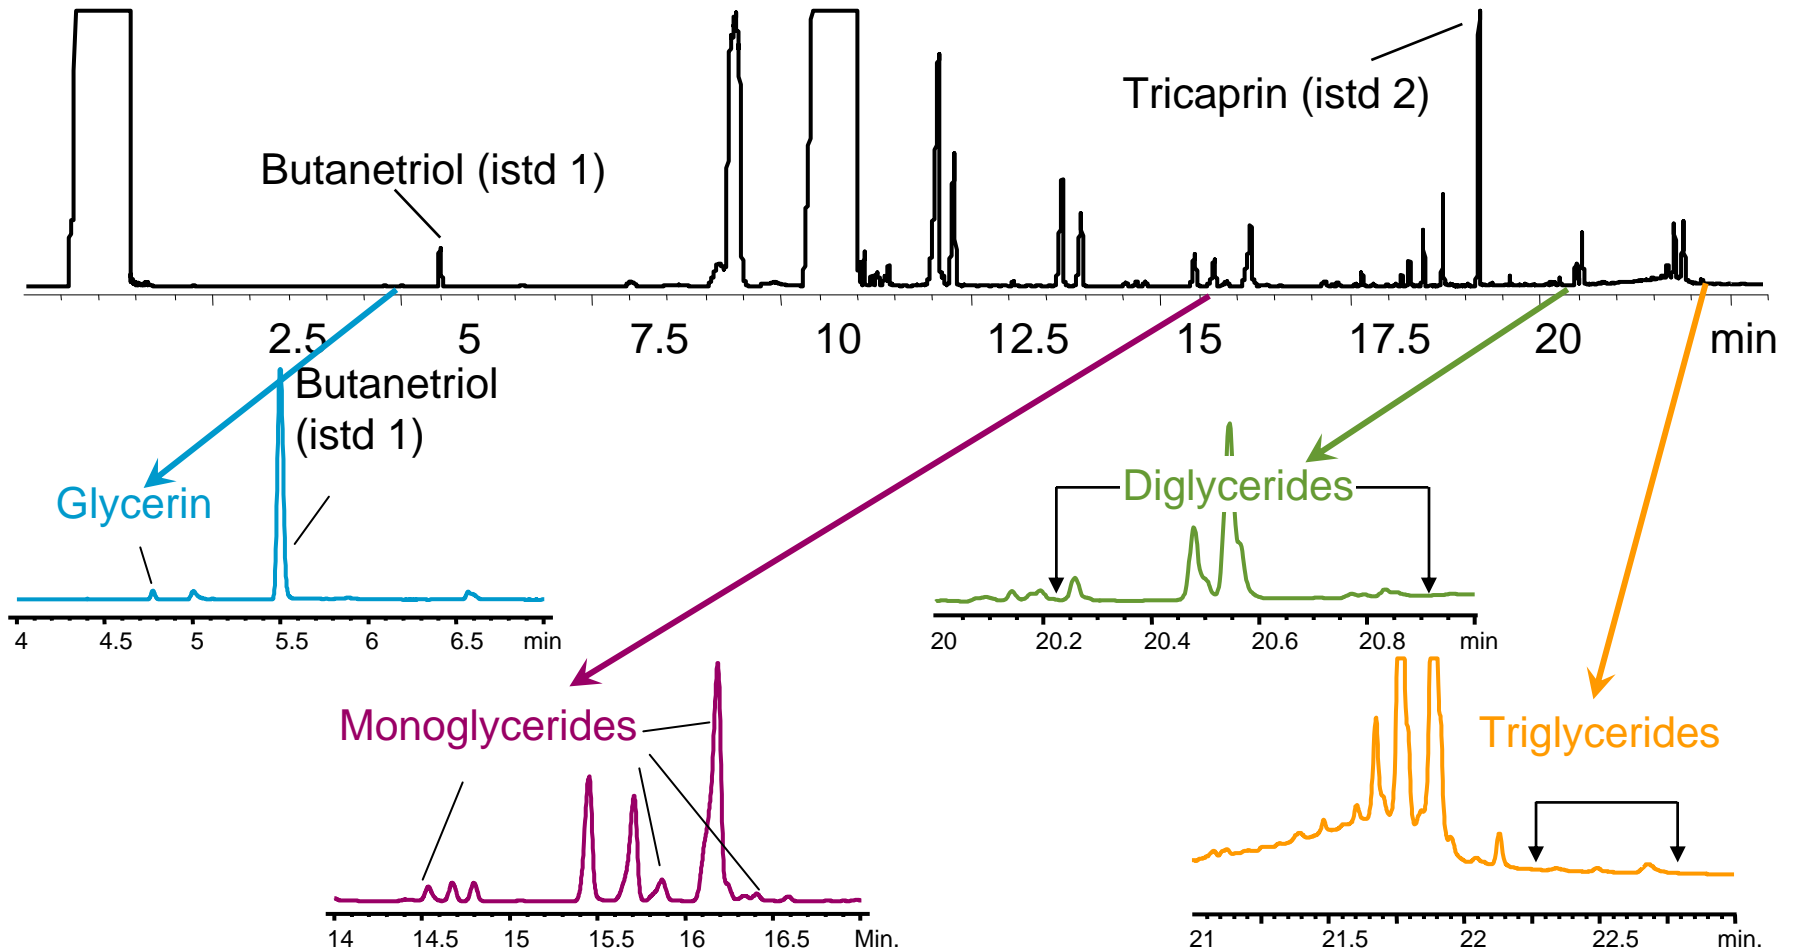 Tricaprin (istd 2)
Butanetriol (istd 1)
2.5 5 7.5 10 12.5 15 17.5 20 min
Butanetriol
(istd 1)
Glycerin
Diglycerides
4 4.5 5 5.5 6 6.5 min
20 20.2 20.4 20.6 20.8 min
Monoglycerides
Triglycerides
14 14.5 15 15.5 16 16.5 Min.
21 21.5 22 22.5 min.